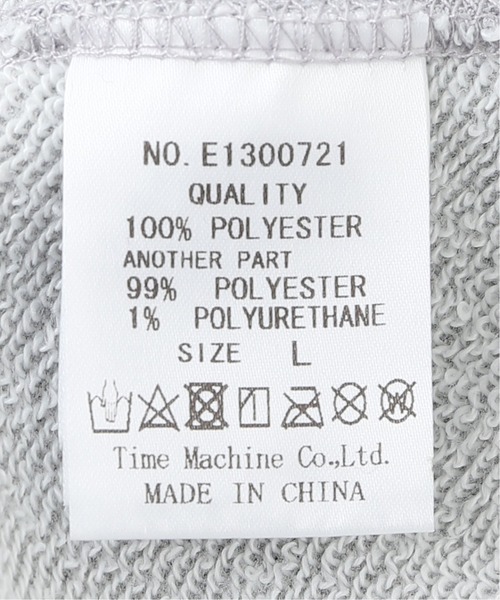 NO. E1300721
QUALITY
100% POLYESTER
ANOTHER PART
99% POLYESTER
1% POLYURETHANE
SIZE L
Time Machine Co.,Ltd.
MADE IN CHINA